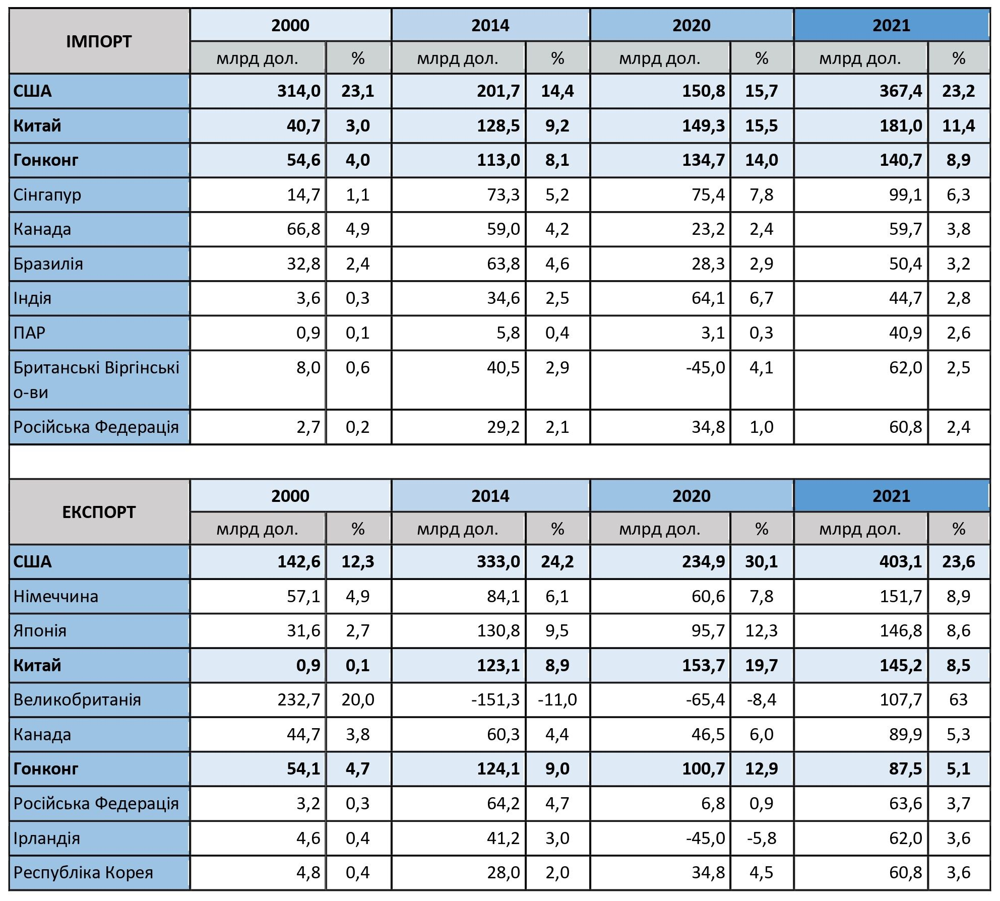 ІМПОРТ 2000 2014 2020 2021
млрд дол. % млрд дол. % млрд дол. % млрд дол. %
США 314,0 23,1 201,7 14,4 150,8 15,7 367,4 23,2
Китай 40,7 3,0 128,5 9,2 149,3 15,5 181,0 11,4
Гонконг 54,6 4,0 113,0 8,1 134,7 14,0 140,7 8,9
Сінгапур 14,7 1,1 73,3 5,2 75,4 7,8 99,1 6,3
Канада 66,8 4,9 59,0 4,2 23,2 2,4 59,7 3,8
Бразилія 32,8 2,4 63,8 4,6 28,3 2,9 50,4 3,2
Індія 3,6 0,3 34,6 2,5 64,1 6,7 44,7 2,8
ПАР 0,9 0,1 5,8 0,4 3,1 0,3 40,9 2,6
Британські Віргінські 8,0 0,6 40,5 2,9 -45,0 4,1 62,0 2,5
о-ви
Російська Федерація 2,7 0,2 29,2 2,1 34,8 1,0 60,8 2,4
ЕКСПОРТ 2000 2014 2020 2021
млрд дол. % млрд дол. % млрд дол. % млрд дол. %
США 142,6 12,3 333,0 24,2 234,9 30,1 403,1 23,6
Німеччина 57,1 4,9 84,1 6,1 60,6 7,8 151,7 8,9
Японія 31,6 2,7 130,8 9,5 95,7 12,3 146,8 8,6
Китай 0,9 0,1 123,1 8,9 153,7 19,7 145,2 8,5
Великобританія 232,7 20,0 -151,3 -11,0 -65,4 -8,4 107,7 63
Канада 44,7 3,8 60,3 4,4 46,5 6,0 89,9 5,3
Гонконг 54,1 4,7 124,1 9,0 100,7 12,9 87,5 5,1
Російська Федерація 3,2 0,3 64,2 4,7 6,8 0,9 63,6 3,7
Ірландія 4,6 0,4 41,2 3,0 -45,0 -5,8 62,0 3,6
Республіка Корея 4,8 0,4 28,0 2,0 34,8 4,5 60,8 3,6